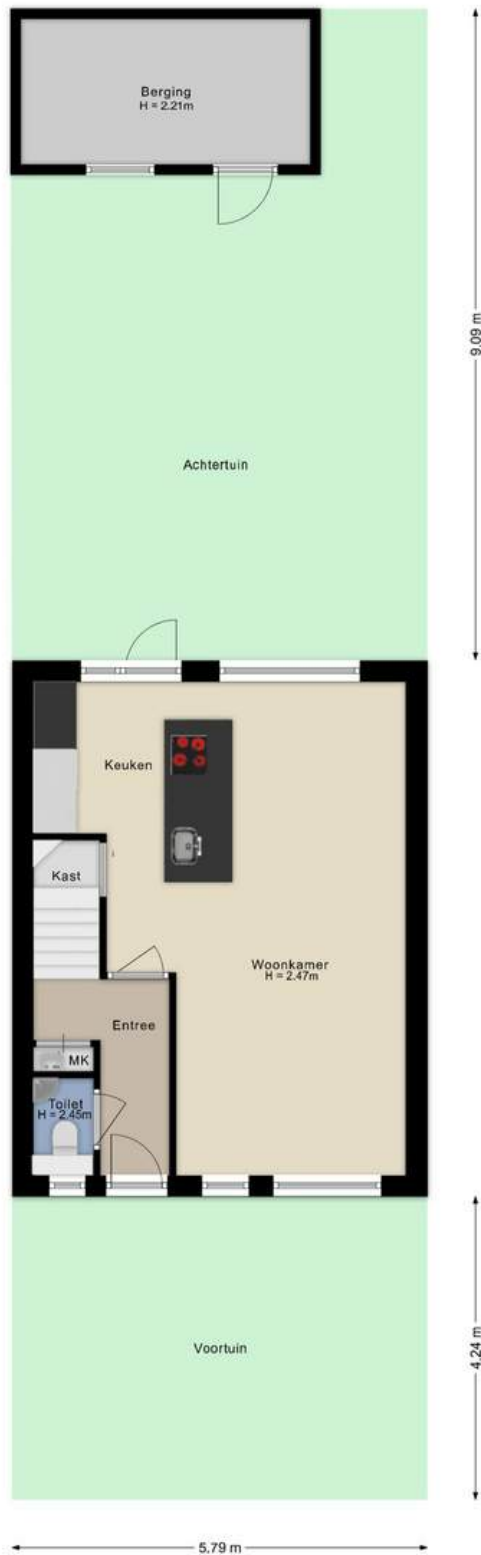 Berging
H = 2.21m
9.09 m
Achtertuin
Keuken
Kast
Woonkamer
H = 2.47m
Entree
MK
Toilet
H = 2.45m
Voortuin
4.24 m
5.79 m